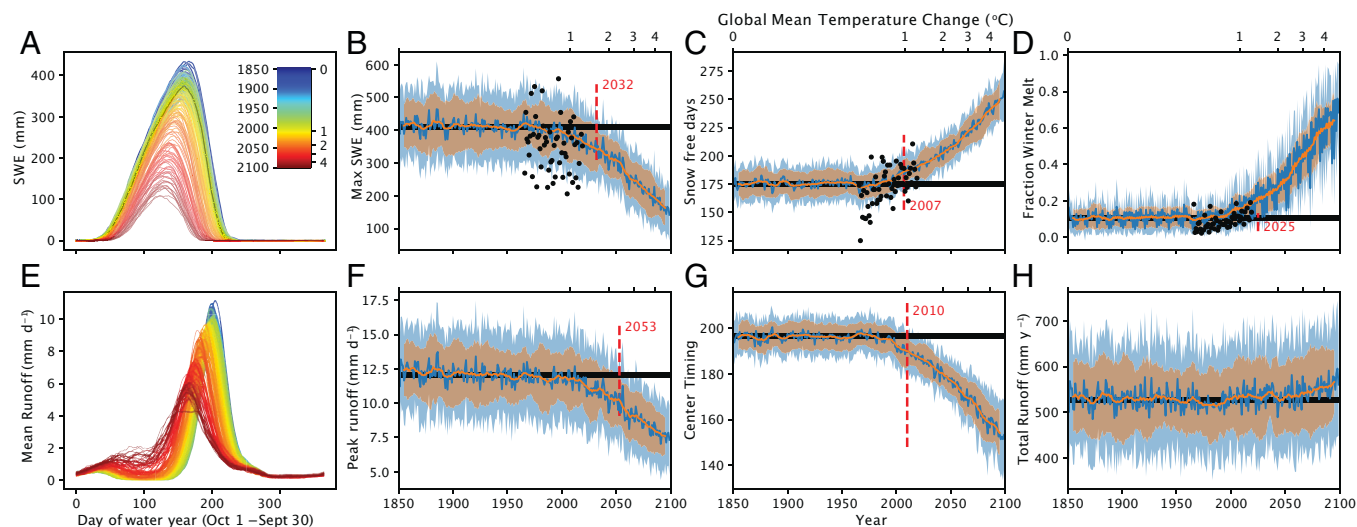 Global Mean Temperature Change (°C)
A
B
C
D
0 1 2 3 4
0 1 2 3 4
SWE (mm)
400
300
200
100
0
1850
1900
1950
2000
2050
2100
0
1
2
4
Max SWE (mm)
600
500
400
300
200
100
2032
Snow free days
275
250
225
200
175
150
125
2007
Fraction Winter Melt
1.0
0.8
0.6
0.4
0.2
0.0
2025
E
F
G
H
Mean Runoff (mm d⁻¹)
10
8
6
4
2
0
0 100 200 300
Day of water year (Oct 1 –Sept 30)
Peak runoff (mm d⁻¹)
17.5
15.0
12.5
10.0
7.5
5.0
2053
1850 1900 1950 2000 2050 2100
Center Timing
200
180
160
140
2010
1850 1900 1950 2000 2050 2100
Year
Total Runoff (mm y ⁻¹)
700
600
500
400
1850 1900 1950 2000 2050 2100